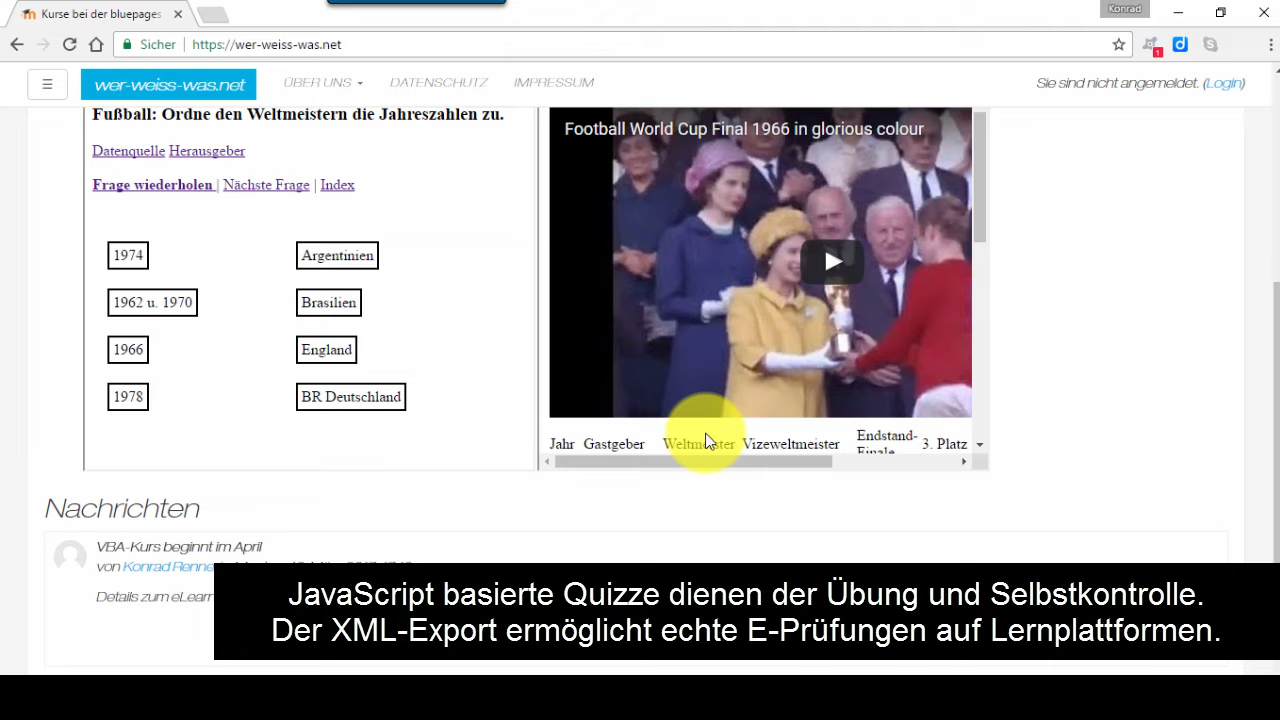 Kurse bei der bluepages
Konrad
Sicher
https://wer-weiss-was.net
1
wer-weiss-was.net
ÜBER UNS
DATENSCHUTZ
IMPRESSUM
Sie sind nicht angemeldet. (Login)
Fußball: Ordne den Weltmeistern die Jahreszahlen zu.
Datenquelle Herausgeber
Frage wiederholen | Nächste Frage | Index
1974
Argentinien
1962 u. 1970
Brasilien
1966
England
1978
BR Deutschland
Football World Cup Final 1966 in glorious colour
Jahr Gastgeber Weltmeister Vizeweltmeister Endstand- 3. Platz
Finale
Nachrichten
VBA-Kurs beginnt im April
von Konrad Renne
Details zum eLearn
JavaScript basierte Quizze dienen der Übung und Selbstkontrolle.
Der XML-Export ermöglicht echte E-Prüfungen auf Lernplattformen.